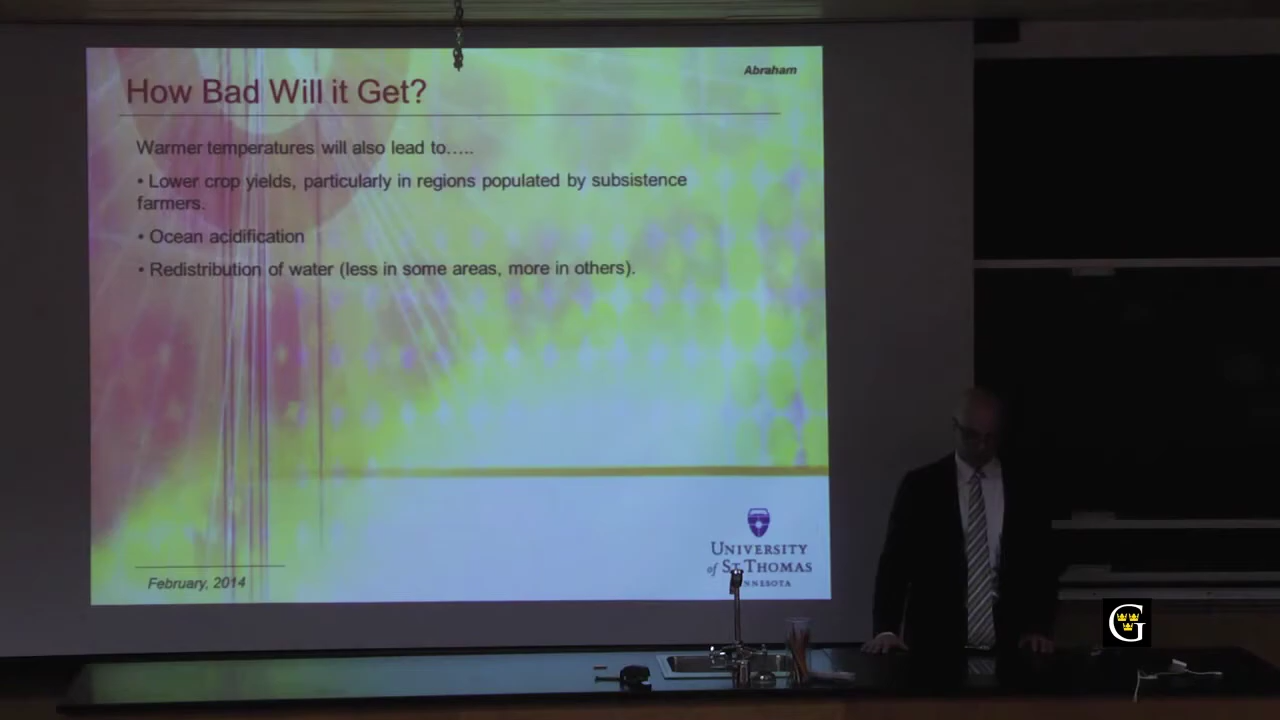 Abraham
How Bad Will it Get?
Warmer temperatures will also lead to…..
• Lower crop yields, particularly in regions populated by subsistence
farmers.
• Ocean acidification
• Redistribution of water (less in some areas, more in others).
UNIVERSITY
of ST. THOMAS
February, 2014
G